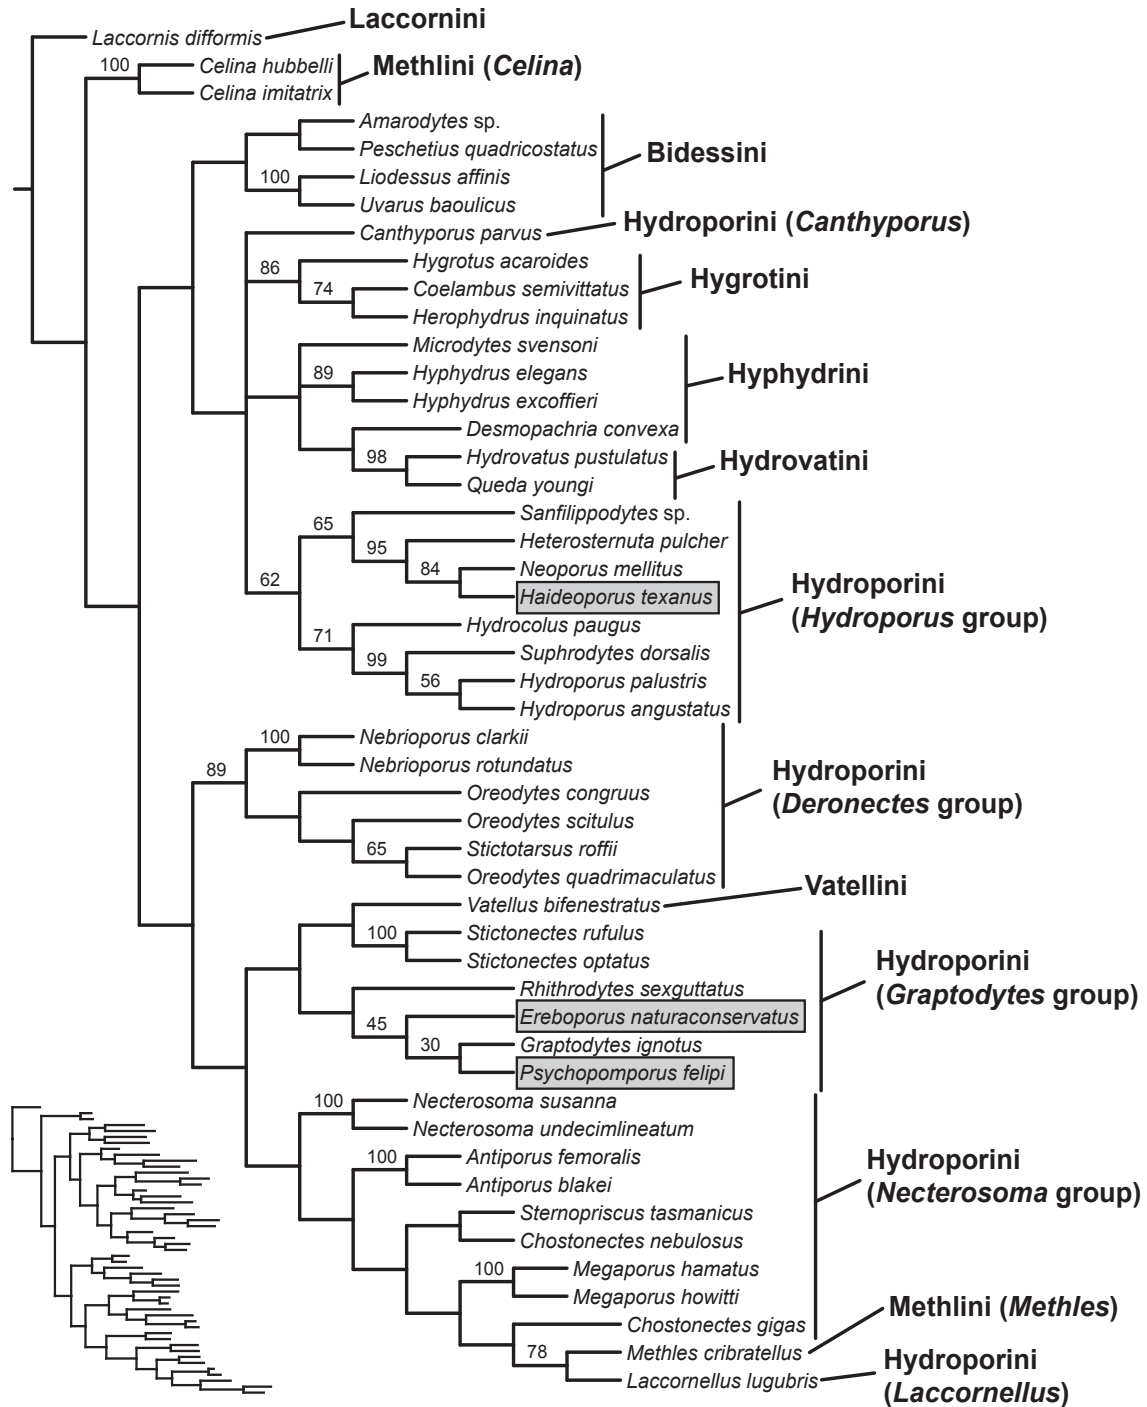 Laccornini
Laccornis difformis
100
Celina hubbelli
Methlini (Celina)
Celina imitatrix
Amarodytes sp.
Peschetius quadricostatus
Bidessini
100
Liodessus affinis
Uvarus baoulicus
Hydroporini (Canthyporus)
Canthyporus parvus
86
Hygrotus acaroides
Hygrotini
74
Coelambus semivittatus
Herophydrus inquinatus
Microdytes svensoni
89
Hyphydrus elegans
Hyphydrini
Hyphydrus excoffieri
Desmopachria convexa
98
Hydrovatus pustulatus
Hydrovatini
Queda youngi
Sanfilippodytes sp.
65
Heterosternuta pulcher
95
Neoporus mellitus
84
62
Haideoporus texanus
Hydroporini
(Hydroporus group)
Hydrocolus paugus
71
Suphrodytes dorsalis
99
Hydroporus palustris
56
Hydroporus angustatus
100
Nebrioporus clarkii
Nebrioporus rotundatus
89
Hydroporini
(Deronectes group)
Oreodytes congruus
Oreodytes scitulus
65
Stictotarsus roffii
Oreodytes quadrimaculatus
Vatellini
Vatellus bifenestratus
100
Stictonectes rufulus
Stictonectes optatus
Hydroporini
(Graptodytes group)
Rhithrodytes sexguttatus
45
Ereboporus naturaconservatus
30
Graptodytes ignotus
Psychopomporus felipi
100
Necterosoma susanna
Necterosoma undecimlineatum
100
Antiporus femoralis
Antiporus blakei
Hydroporini
(Necterosoma group)
Sternopriscus tasmanicus
Chostonectes nebulosus
100
Megaporus hamatus
Megaporus howitti
Methlini (Methles)
Chostonectes gigas
78
Methles cribratellus
Laccornellus lugubris
Hydroporini
(Laccornellus)